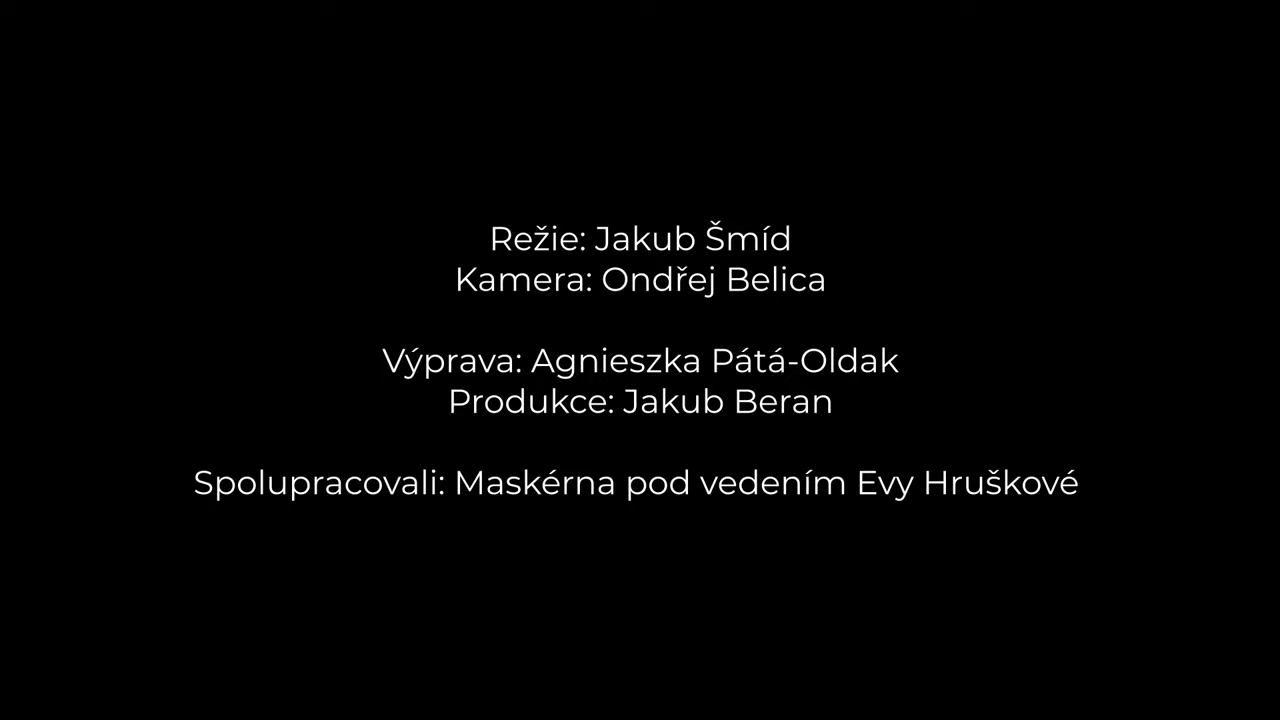 Režie: Jakub Šmíd
Kamera: Ondřej Belica
Výprava: Agnieszka Pátá-Oldak
Produkce: Jakub Beran
Spolupracovali: Maskérna pod vedením Evy Hruškové